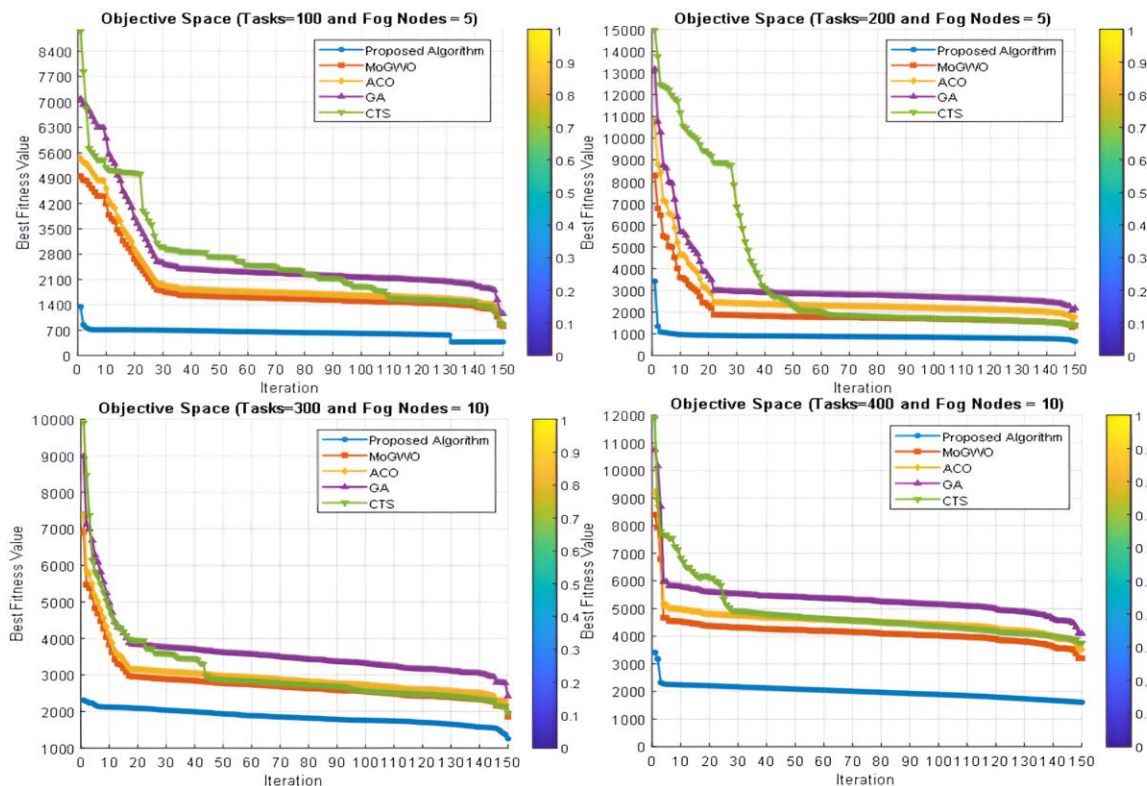 Objective Space (Tasks=100 and Fog Nodes = 5)
8400
7700
7000
6300
5600
4900
4200
3500
2800
2100
1400
700
0
Best Fitness Value
0 10 20 30 40 50 60 70 80 90 100 110 120 130 140 150
Iteration
Proposed Algorithm
MoGWO
ACO
GA
CTS
1
0.9
0.8
0.7
0.6
0.5
0.4
0.3
0.2
0.1
0
Objective Space (Tasks=200 and Fog Nodes = 5)
15000
14000
13000
12000
11000
10000
9000
8000
7000
6000
5000
4000
3000
2000
1000
0
Best Fitness Value
0 10 20 30 40 50 60 70 80 90 100 110 120 130 140 150
Iteration
Proposed Algorithm
MoGWO
ACO
GA
CTS
1
0.9
0.8
0.7
0.6
0.5
0.4
0.3
0.2
0.1
0
Objective Space (Tasks=300 and Fog Nodes = 10)
10000
9000
8000
7000
6000
5000
4000
3000
2000
1000
Best Fitness Value
0 10 20 30 40 50 60 70 80 90 100 110 120 130 140 150
Iteration
Proposed Algorithm
MoGWO
ACO
GA
CTS
1
0.9
0.8
0.7
0.6
0.5
0.4
0.3
0.2
0.1
0
Objective Space (Tasks=400 and Fog Nodes = 10)
12000
11000
10000
9000
8000
7000
6000
5000
4000
3000
2000
1000
0
Best Fitness Value
0 10 20 30 40 50 60 70 80 90 100 110 120 130 140 150
Iteration
Proposed Algorithm
MoGWO
ACO
GA
CTS
1
0.
0.
0.
0.
0.
0.
0.
0.
0.
0